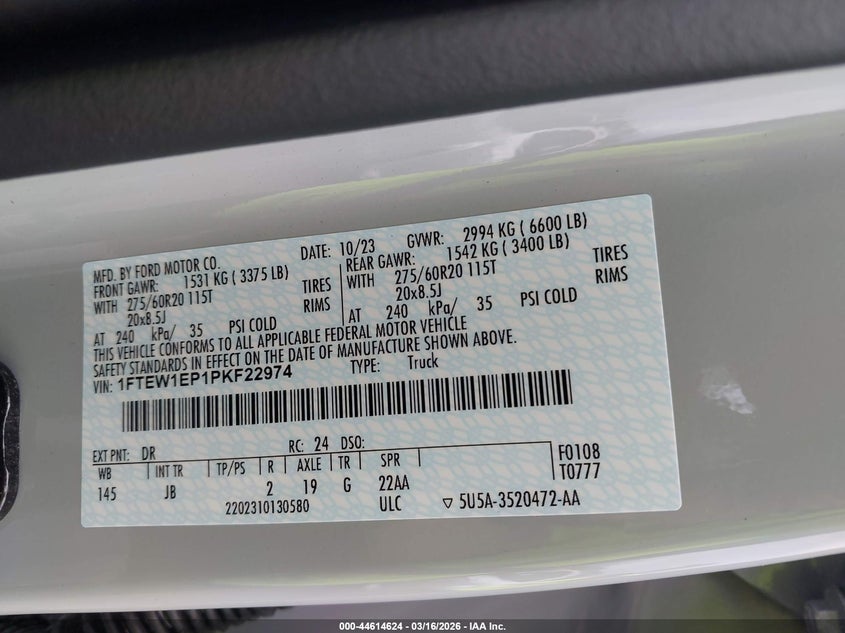 MFD. BY FORD MOTOR CO. DATE: 10/23 GVWR: 2994 KG ( 6600 LB)
FRONT GAWR: 1531 KG ( 3375 LB) REAR GAWR: 1542 KG ( 3400 LB)
WITH 275/60R20 115T TIRES WITH 275/60R20 115T TIRES
20x8.5J RIMS 20x8.5J RIMS
AT 240 kPa/ 35 PSI COLD AT 240 kPa/ 35 PSI COLD
THIS VEHICLE CONFORMS TO ALL APPLICABLE FEDERAL MOTOR VEHICLE
SAFETY STANDARDS IN EFFECT ON THE DATE OF MANUFACTURE SHOWN ABOVE.
VIN: 1FTEW1EP1PKF22974 TYPE: Truck
EXT PNT: DR RC: 24 DSO: F0108
WB INT TR TP/PS R AXLE TR SPR T0777
145 JB 2 19 G 22AA
2202310130580 ULC ▽ 5U5A-3520472-AA
000-44614624 - 03/16/2026 - IAA Inc.